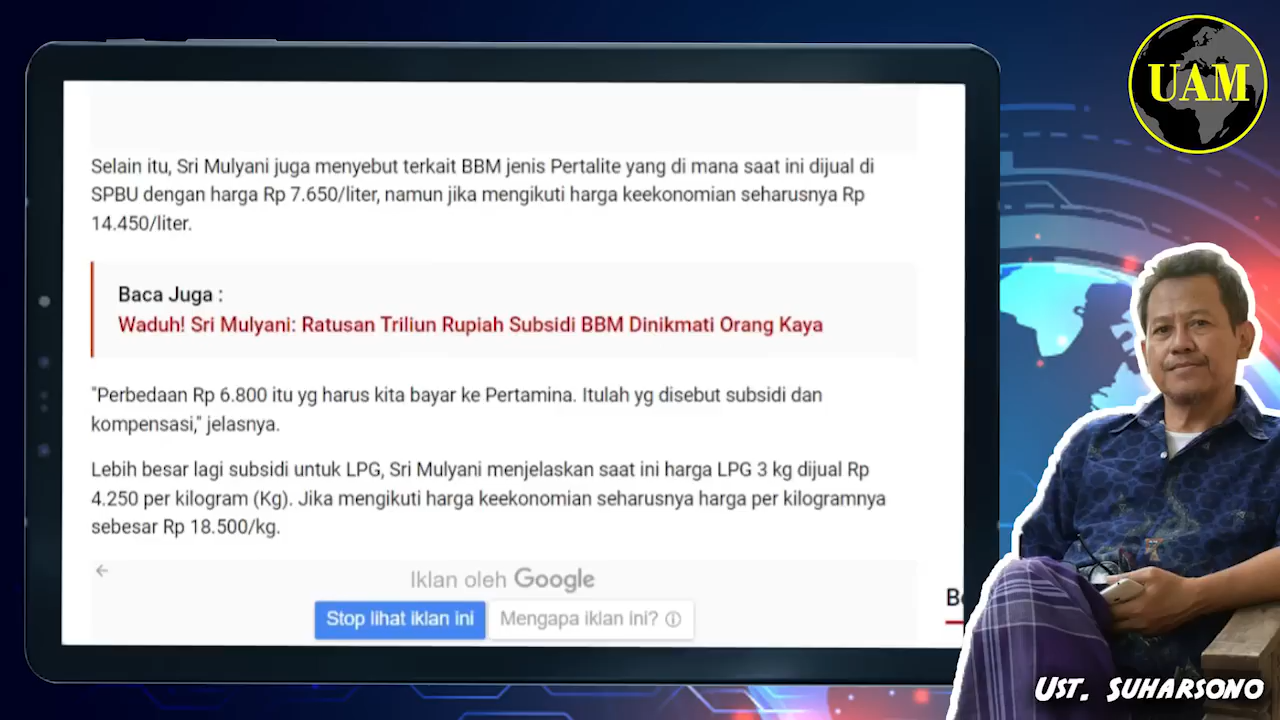 UAM
Selain itu, Sri Mulyani juga menyebut terkait BBM jenis Pertalite yang di mana saat ini dijual di
SPBU dengan harga Rp 7.650/liter, namun jika mengikuti harga keekonomian seharusnya Rp
14.450/liter.
Baca Juga :
Waduh! Sri Mulyani: Ratusan Triliun Rupiah Subsidi BBM Dinikmati Orang Kaya
"Perbedaan Rp 6.800 itu yg harus kita bayar ke Pertamina. Itulah yg disebut subsidi dan
kompensasi," jelasnya.
Lebih besar lagi subsidi untuk LPG, Sri Mulyani menjelaskan saat ini harga LPG 3 kg dijual Rp
4.250 per kilogram (Kg). Jika mengikuti harga keekonomian seharusnya harga per kilogramnya
sebesar Rp 18.500/kg.
Iklan oleh Google
Stop lihat iklan ini
Mengapa iklan ini?
UST. SUHARSONO